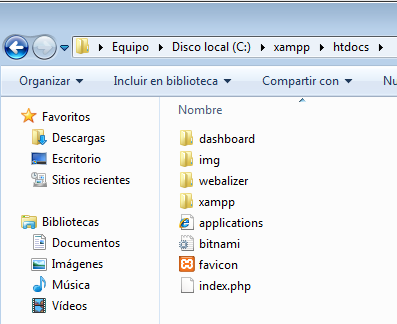 Equipo Disco local (C:) xampp htdocs
Organizar Incluir en biblioteca Compartir con Nu
Favoritos
Descargas
Escritorio
Sitios recientes
Bibliotecas
Documentos
Imágenes
Música
Vídeos
Nombre
dashboard
img
webalizer
xampp
applications
bitnami
favicon
index.php